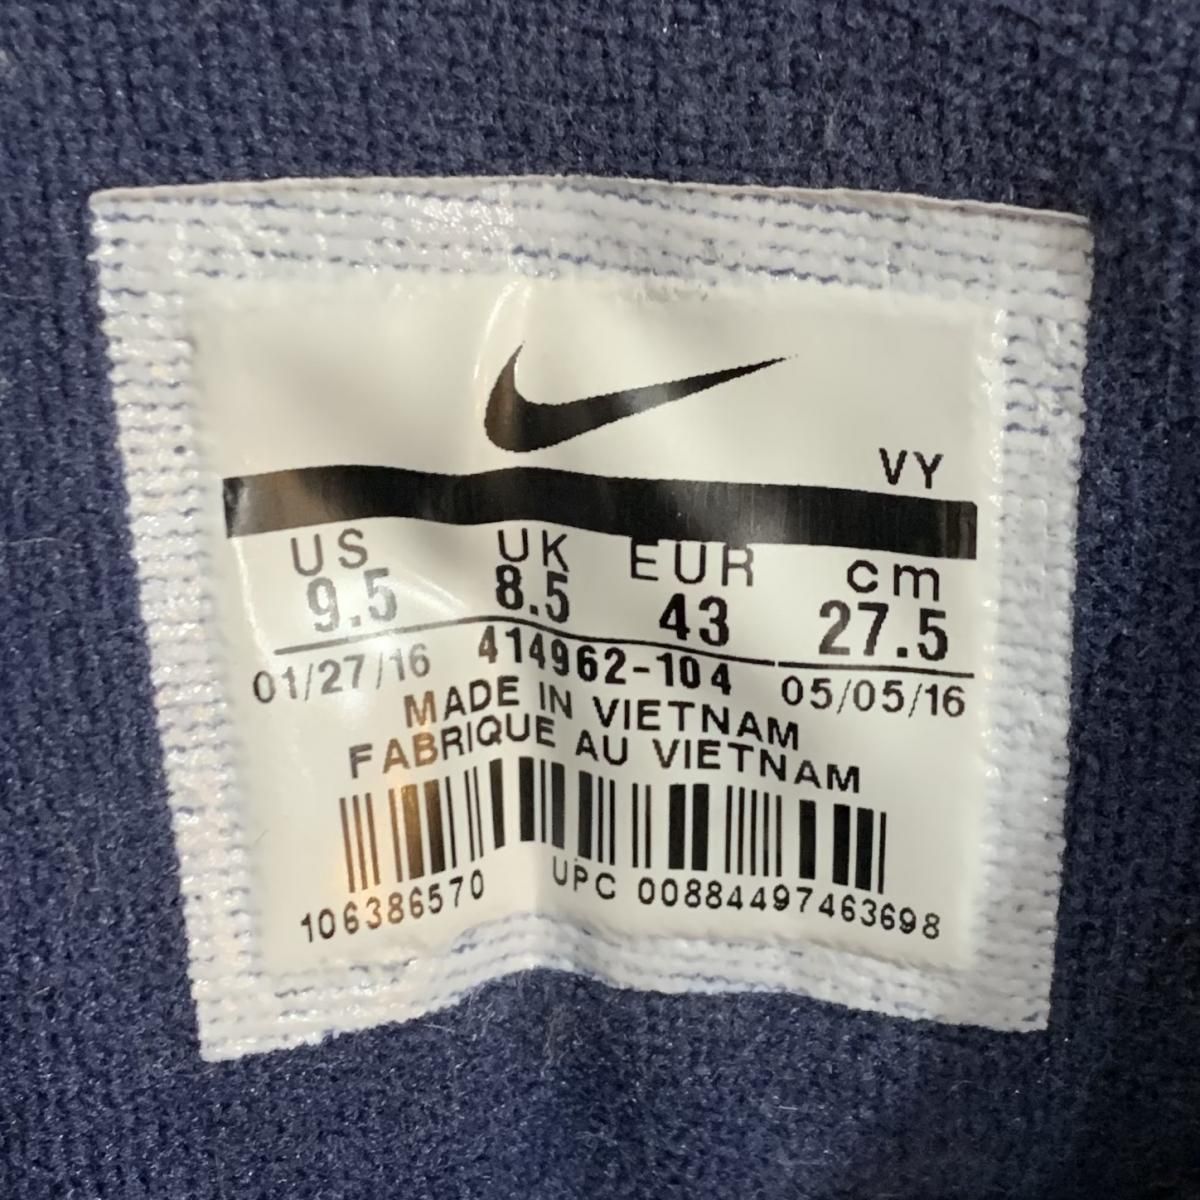 VY
US UK EUR cm
9.5 8.5 43 27.5
01/27/16 414962-104 05/05/16
MADE IN VIETNAM
FABRIQUE AU VIETNAM
106386570 UPC 00884497463698